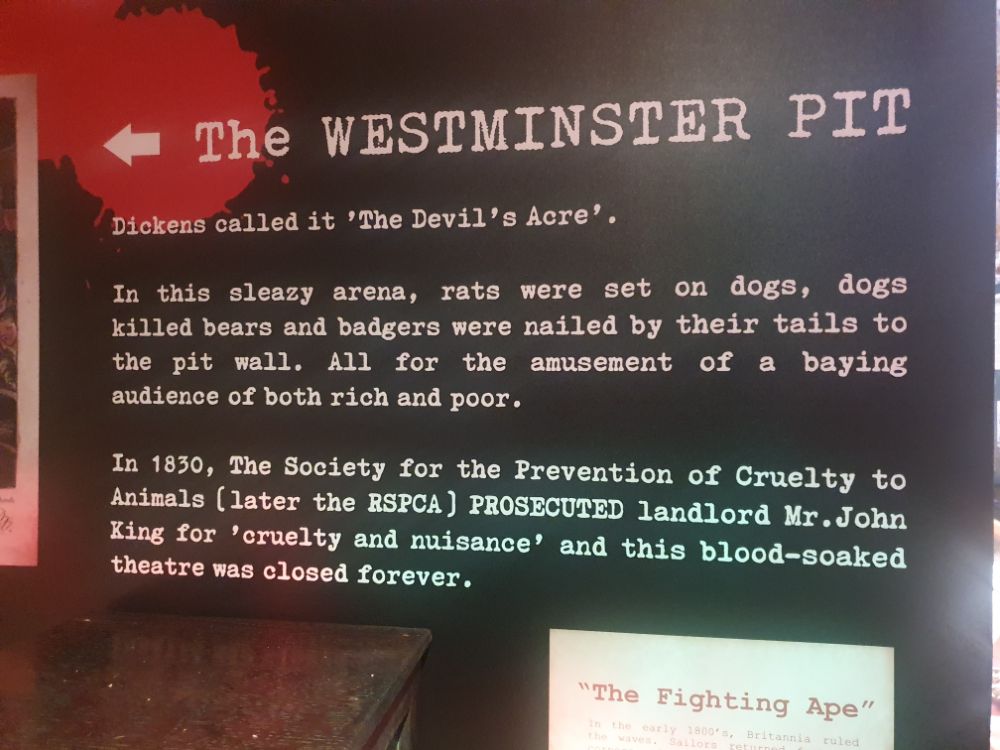 The WESTMINSTER PIT
Dickens called it 'The Devil's Acre'.
In this sleazy arena, rats were set on dogs, dogs
killed bears and badgers were nailed by their tails to
the pit wall. All for the amusement of a baying
audience of both rich and poor.
In 1830, The Society for the Prevention of Cruelty to
Animals (later the RSPCA) PROSECUTED landlord Mr.John
King for 'cruelty and nuisance' and this blood-soaked
theatre was closed forever.
"The Fighting Ape"
In the early 1800's, Britannia ruled
the waves. Sailors returned